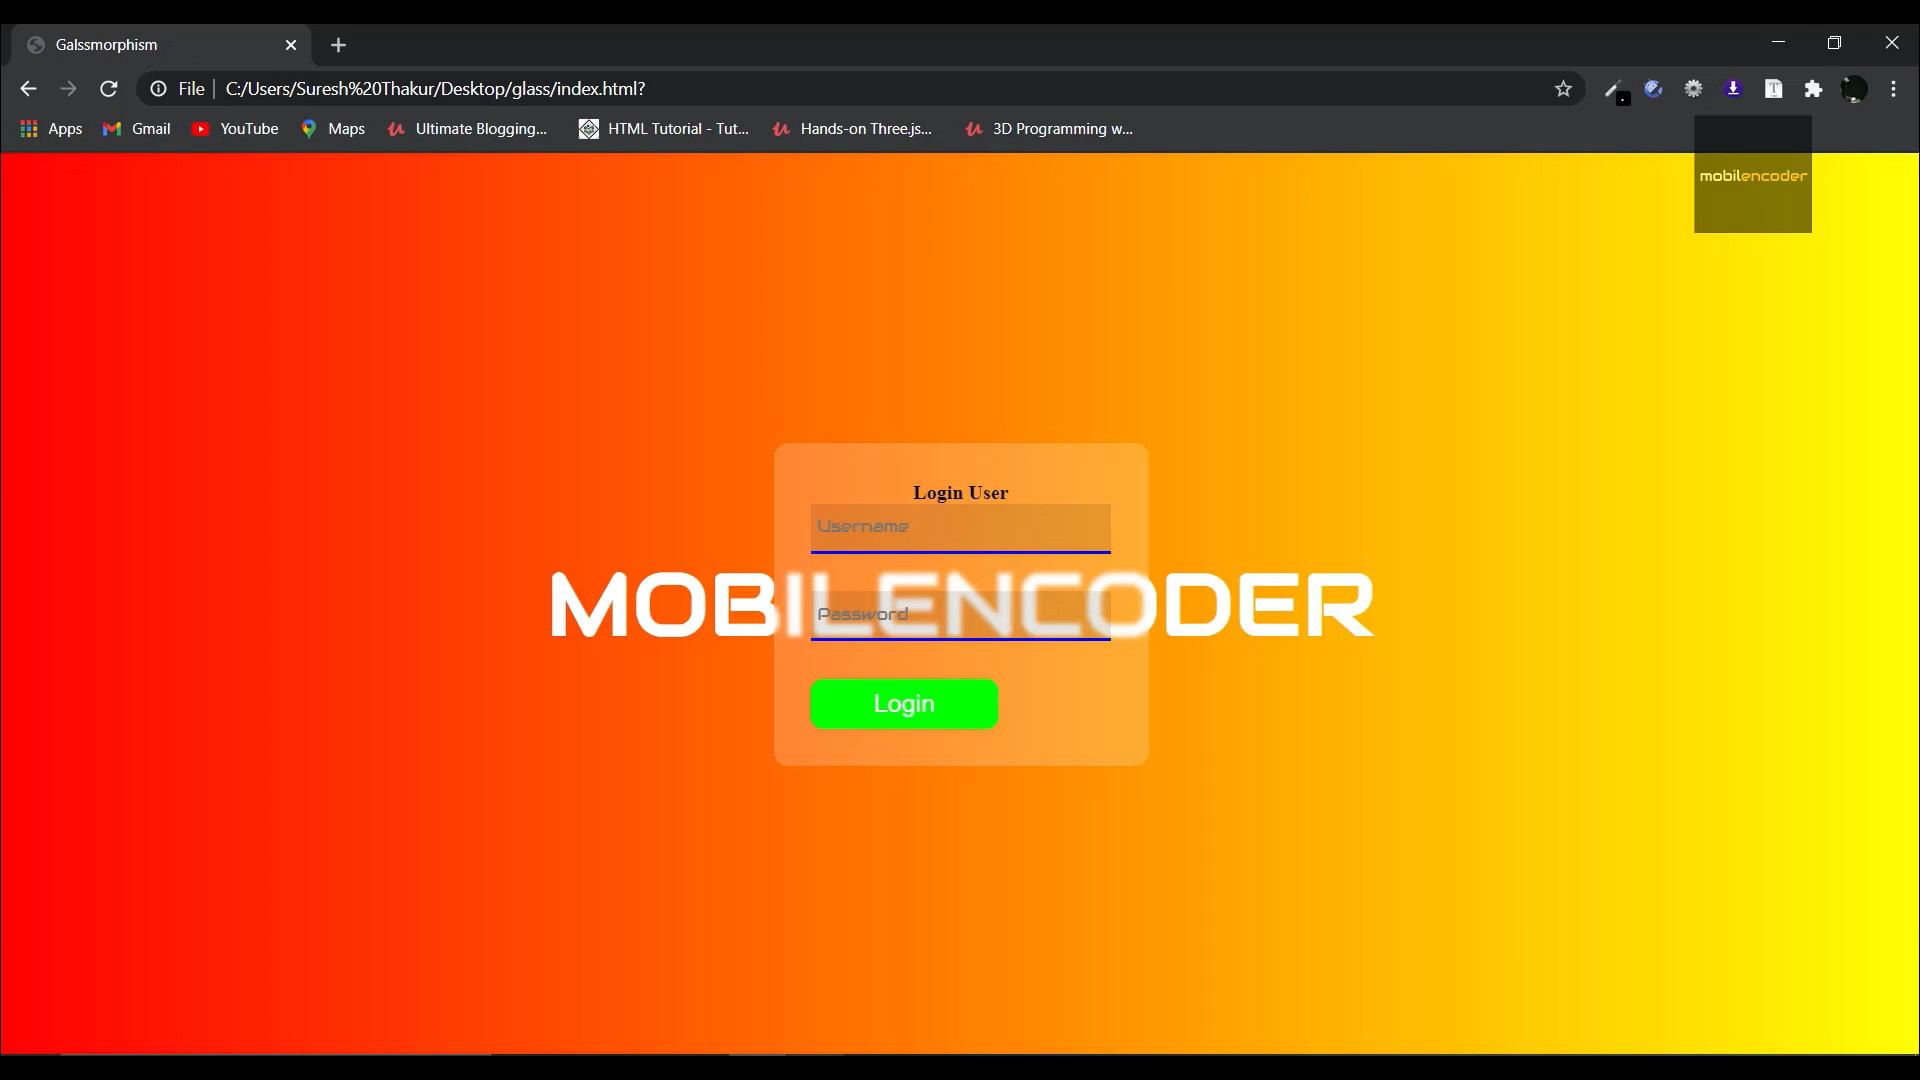 Galssmorphism
File
C:/Users/Suresh%20Thakur/Desktop/glass/index.html?
Apps
Gmail
YouTube
Maps
Ultimate Blogging...
HTML Tutorial - Tut...
Hands-on Three.js...
3D Programming w...
mobilencoder
Login User
Username
MOBILENCODER
Password
Login